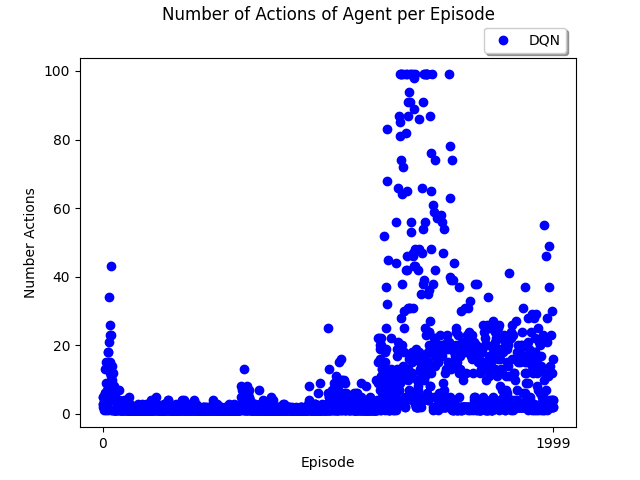 Number of Actions of Agent per Episode
DQN
100
80
60
40
20
0
Number Actions
0
1999
Episode